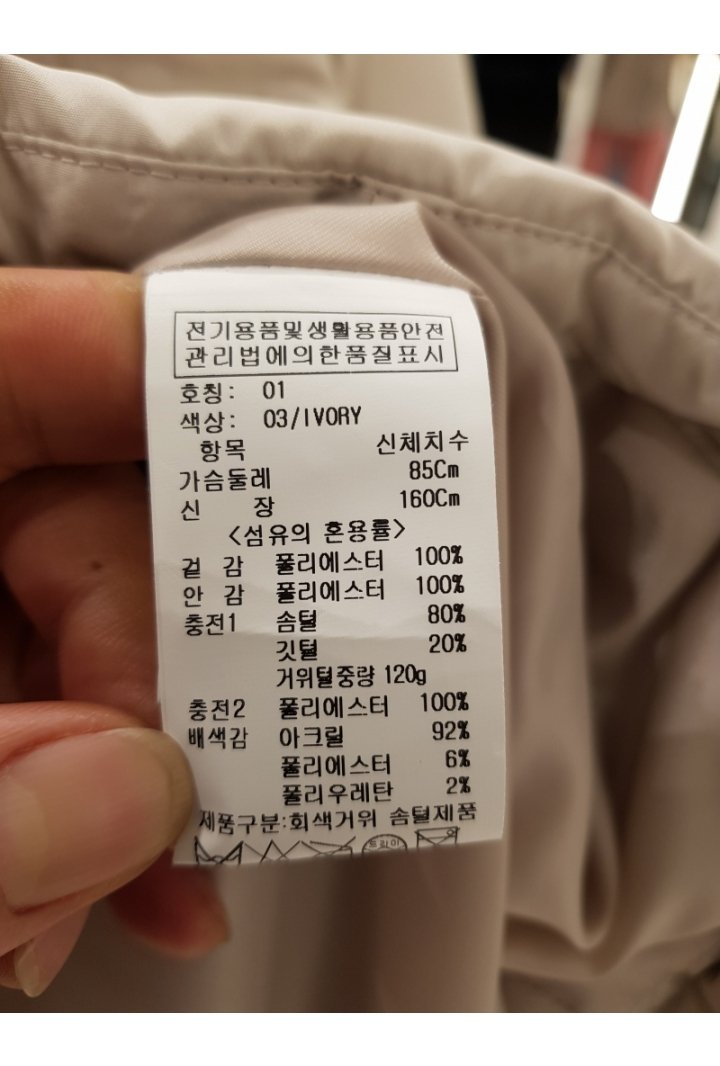 전기용품및생활용품안전
관리법에의한품질표시
호칭: 01
색상: 03/IVORY
항목 신체치수
가슴둘레 85Cm
신 장 160Cm
<섬유의 혼용률>
겉 감 폴리에스터 100%
안 감 폴리에스터 100%
충전1 솜털 80%
깃털 20%
거위털중량 120g
충전2 폴리에스터 100%
배색감 아크릴 92%
폴리에스터 6%
폴리우레탄 2%
제품구분:회색거위 솜털제품
드라이